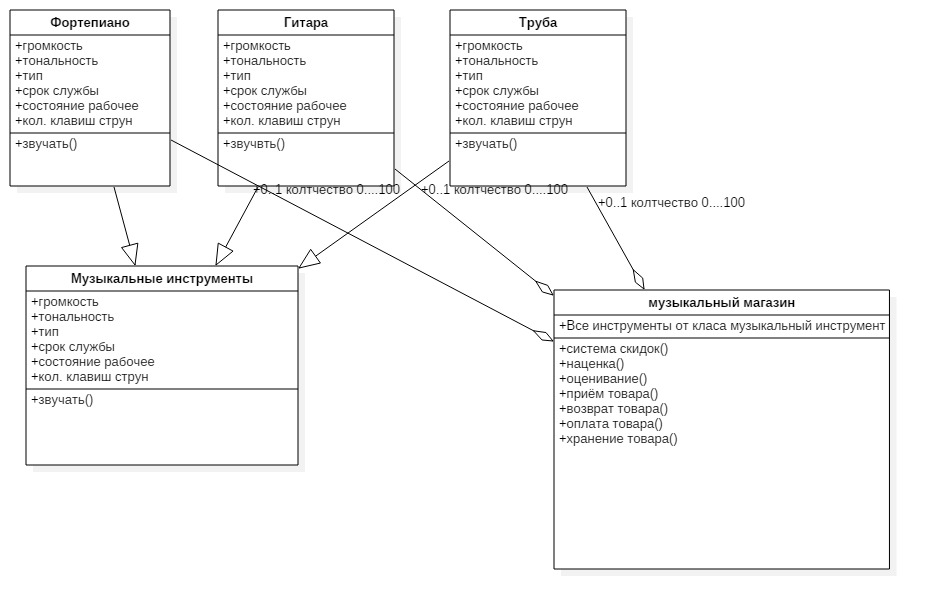 Фортепиано
+громкость
+тональность
+тип
+срок службы
+состояние рабочее
+кол. клавиш струн
+звучать()
Гитара
+громкость
+тональность
+тип
+срок службы
+состояние рабочее
+кол. клавиш струн
+звучвть()
Труба
+громкость
+тональность
+тип
+срок службы
+состояние рабочее
+кол. клавиш струн
+звучать()
+0..1 колтчество 0....100
+0..1 колтчество 0....100
+0..1 колтчество 0....100
Музыкальные инструменты
+громкость
+тональность
+тип
+срок службы
+состояние рабочее
+кол. клавиш струн
+звучать()
музыкальный магазин
+Все инструменты от класа музыкальный инструмент
+система скидок()
+наценка()
+оценивание()
+приём товара()
+возврат товара()
+оплата товара()
+хранение товара()